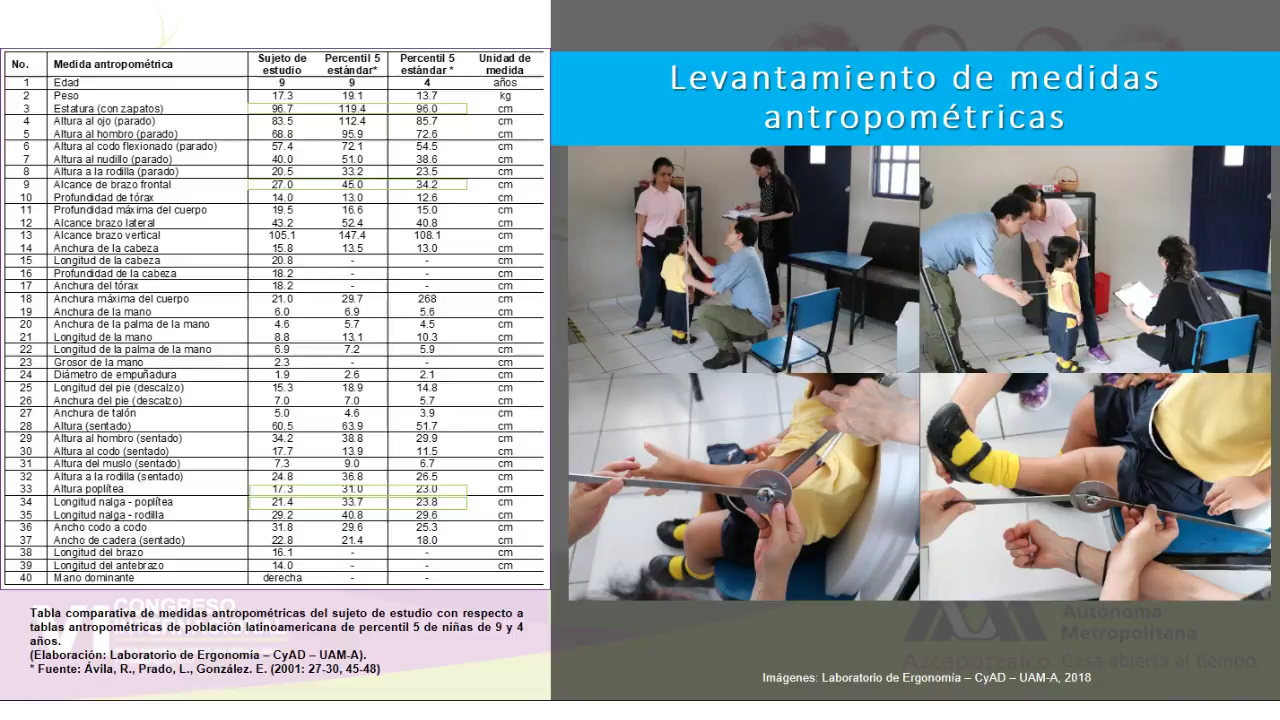 No. Medida antropométrica Sujeto de estudio Percentil 5 estándar* Percentil 5 estándar * Unidad de medida
1 Edad 9 9 4 años
2 Peso 17.3 19.1 13.7 kg
3 Estatura (con zapatos) 96.7 119.4 96.0 cm
4 Altura al ojo (parado) 83.5 112.4 85.7 cm
5 Altura al hombro (parado) 68.8 95.9 72.6 cm
6 Altura al codo flexionado (parado) 57.4 72.1 54.5 cm
7 Altura al nudillo (parado) 40.0 51.0 38.6 cm
8 Altura a la rodilla (parado) 20.5 33.2 23.5 cm
9 Alcance de brazo frontal 27.0 45.0 34.2 cm
10 Profundidad de tórax 14.0 13.0 12.6 cm
11 Profundidad máxima del cuerpo 19.5 16.6 15.0 cm
12 Alcance brazo lateral 43.2 52.4 40.8 cm
13 Alcance brazo vertical 105.1 147.4 108.1 cm
14 Anchura de la cabeza 15.8 13.5 13.0 cm
15 Longitud de la cabeza 20.8 - - cm
16 Profundidad de la cabeza 18.2 - - cm
17 Anchura del tórax 18.2 - - cm
18 Anchura máxima del cuerpo 21.0 29.7 268 cm
19 Anchura de la mano 6.0 6.9 5.6 cm
20 Anchura de la palma de la mano 4.6 5.7 4.5 cm
21 Longitud de la mano 8.8 13.1 10.3 cm
22 Longitud de la palma de la mano 6.9 7.2 5.9 cm
23 Grosor de la mano 2.3 - - cm
24 Diámetro de empuñadura 1.9 2.6 2.1 cm
25 Longitud del pie (descalzo) 15.3 18.9 14.8 cm
26 Anchura del pie (descalzo) 7.0 7.0 5.7 cm
27 Anchura de talón 5.0 4.6 3.9 cm
28 Altura (sentado) 60.5 63.9 51.7 cm
29 Altura al hombro (sentado) 34.2 38.8 29.9 cm
30 Altura al codo (sentado) 17.7 13.9 11.5 cm
31 Altura del muslo (sentado) 7.3 9.0 6.7 cm
32 Altura a la rodilla (sentado) 24.8 36.8 26.5 cm
33 Altura poplítea 17.3 31.0 23.0 cm
34 Longitud nalga - poplítea 21.4 33.7 23.8 cm
35 Longitud nalga - rodilla 29.2 40.8 29.6 cm
36 Ancho codo a codo 31.8 29.6 25.3 cm
37 Ancho de cadera (sentado) 22.8 21.4 18.0 cm
38 Longitud del brazo 16.1 - - cm
39 Longitud del antebrazo 14.0 - - cm
40 Mano dominante derecha - -
CONGRESO
Tabla comparativa de medidas antropométricas del sujeto de estudio con respecto a
tablas antropométricas de población latinoamericana de percentil 5 de niñas de 9 y 4
años.
(Elaboración: Laboratorio de Ergonomía – CyAD – UAM-A).
* Fuente: Ávila, R., Prado, L., González. E. (2001: 27-30, 45-48)
Levantamiento de medidas
antropométricas
Autónoma
Metropolitana
Azcapotzalco Casa abierta al tiempo
Imágenes: Laboratorio de Ergonomía – CyAD – UAM-A, 2018